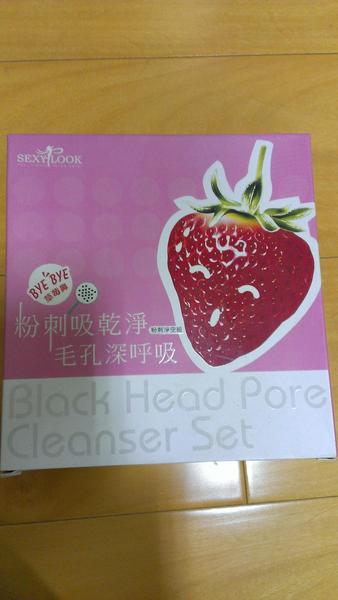 SEXYLOOK
BYE BYE
草莓鼻
粉刺吸乾淨
粉刺淨空組
毛孔深呼吸
Black Head Pore
Cleanser Set